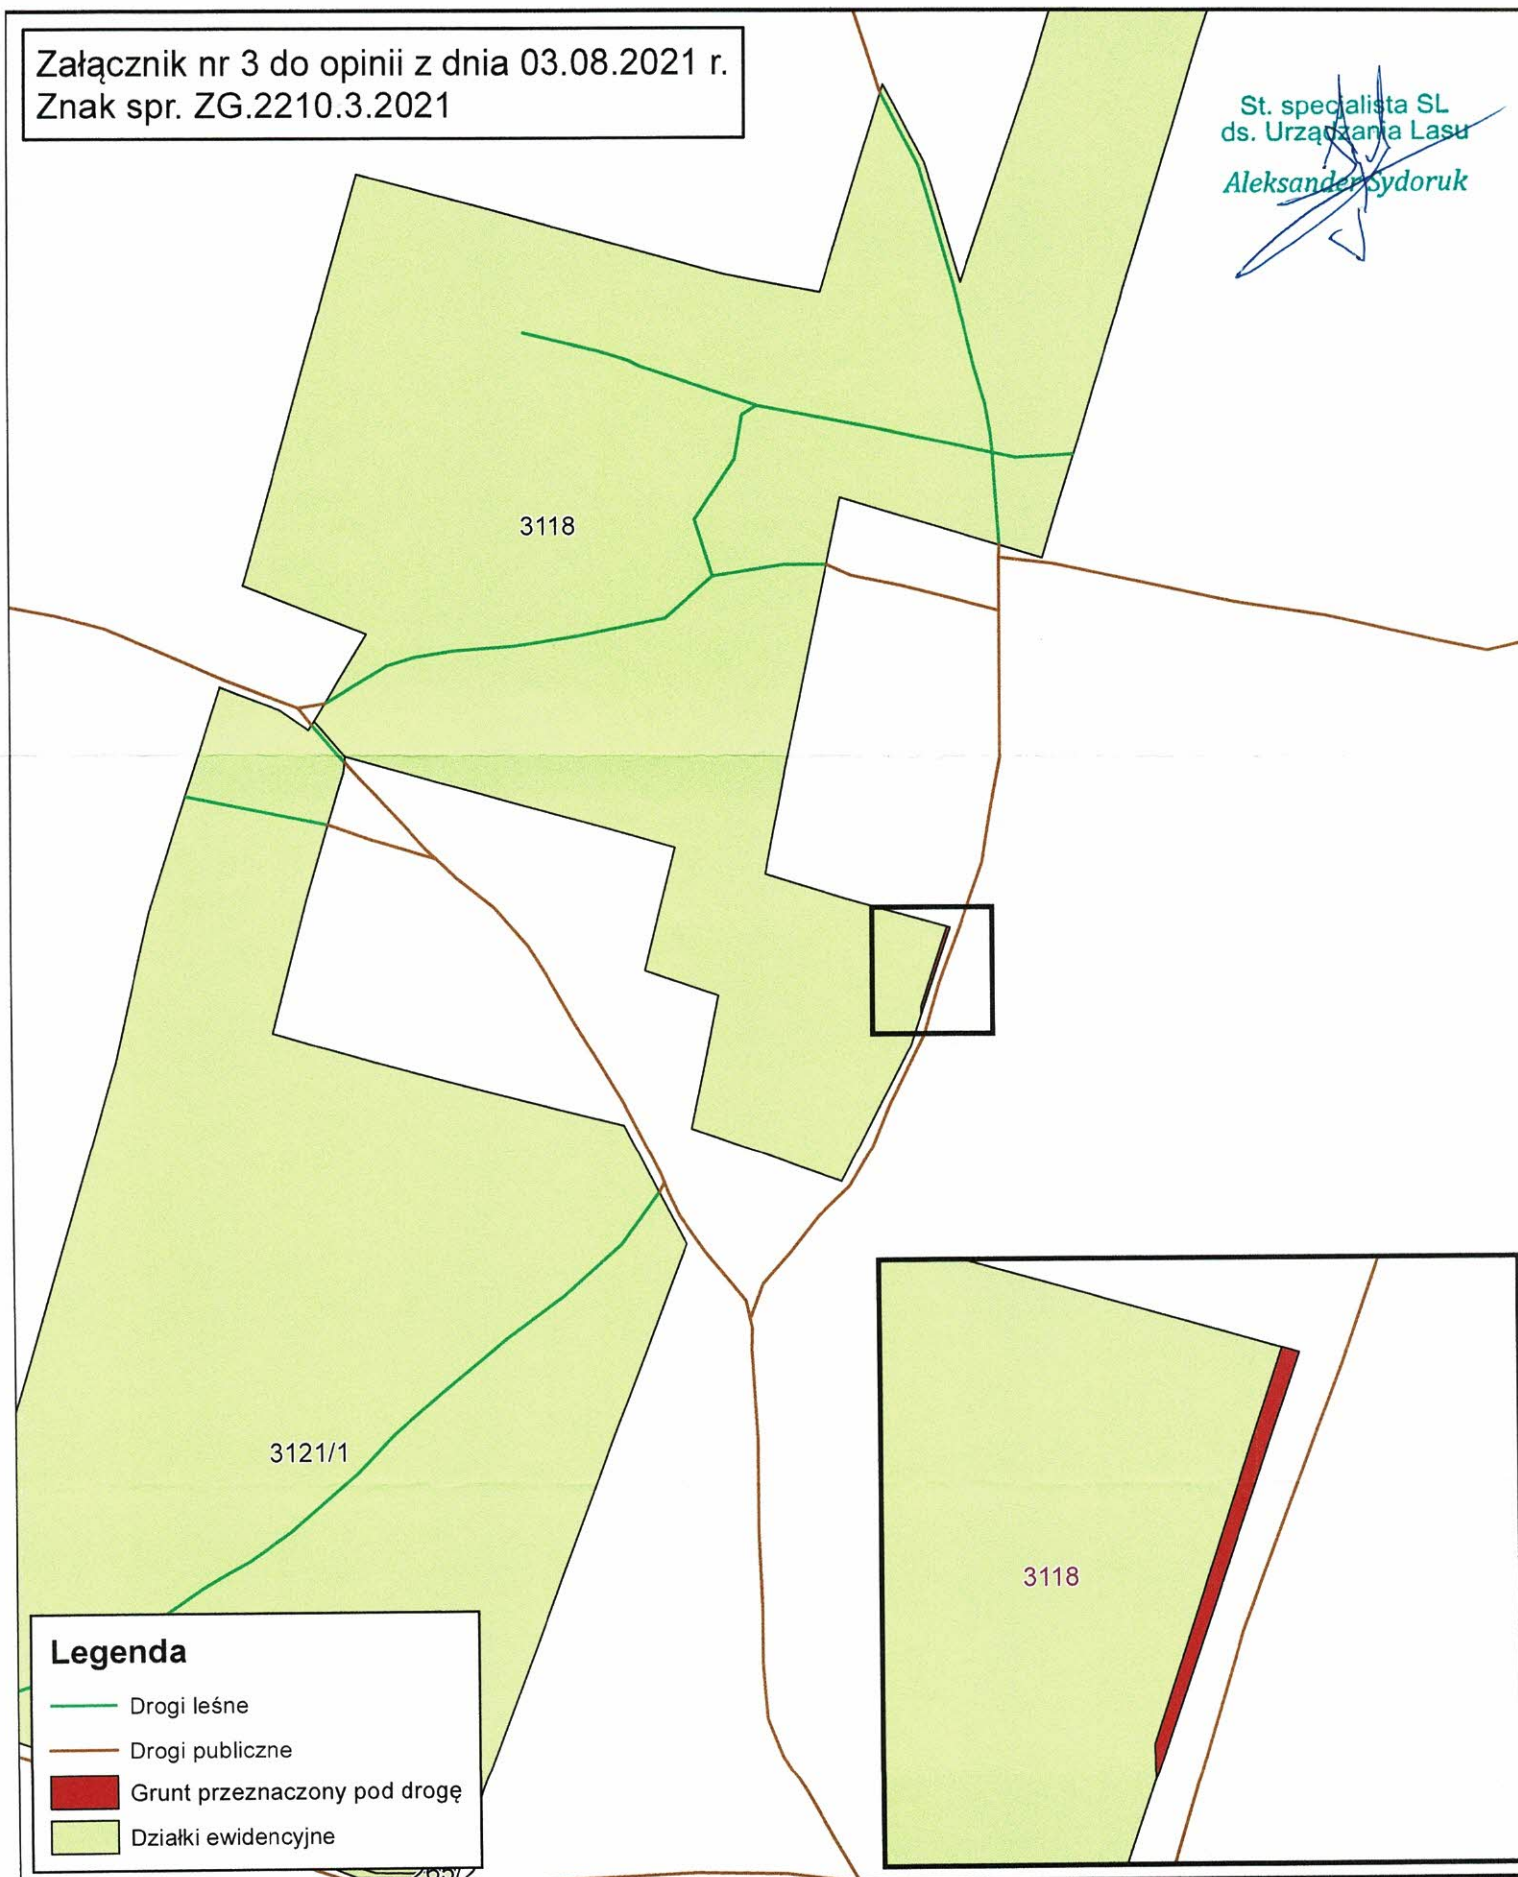 Załącznik nr 3 do opinii z dnia 03.08.2021 r.
Znak spr. ZG.2210.3.2021
St. specjalista SL
ds. Urządzania Lasu
Aleksander Sydoruk
3118
3121/1
3118
Legenda
Drogi leśne
Drogi publiczne
Grunt przeznaczony pod drogę
Działki ewidencyjne